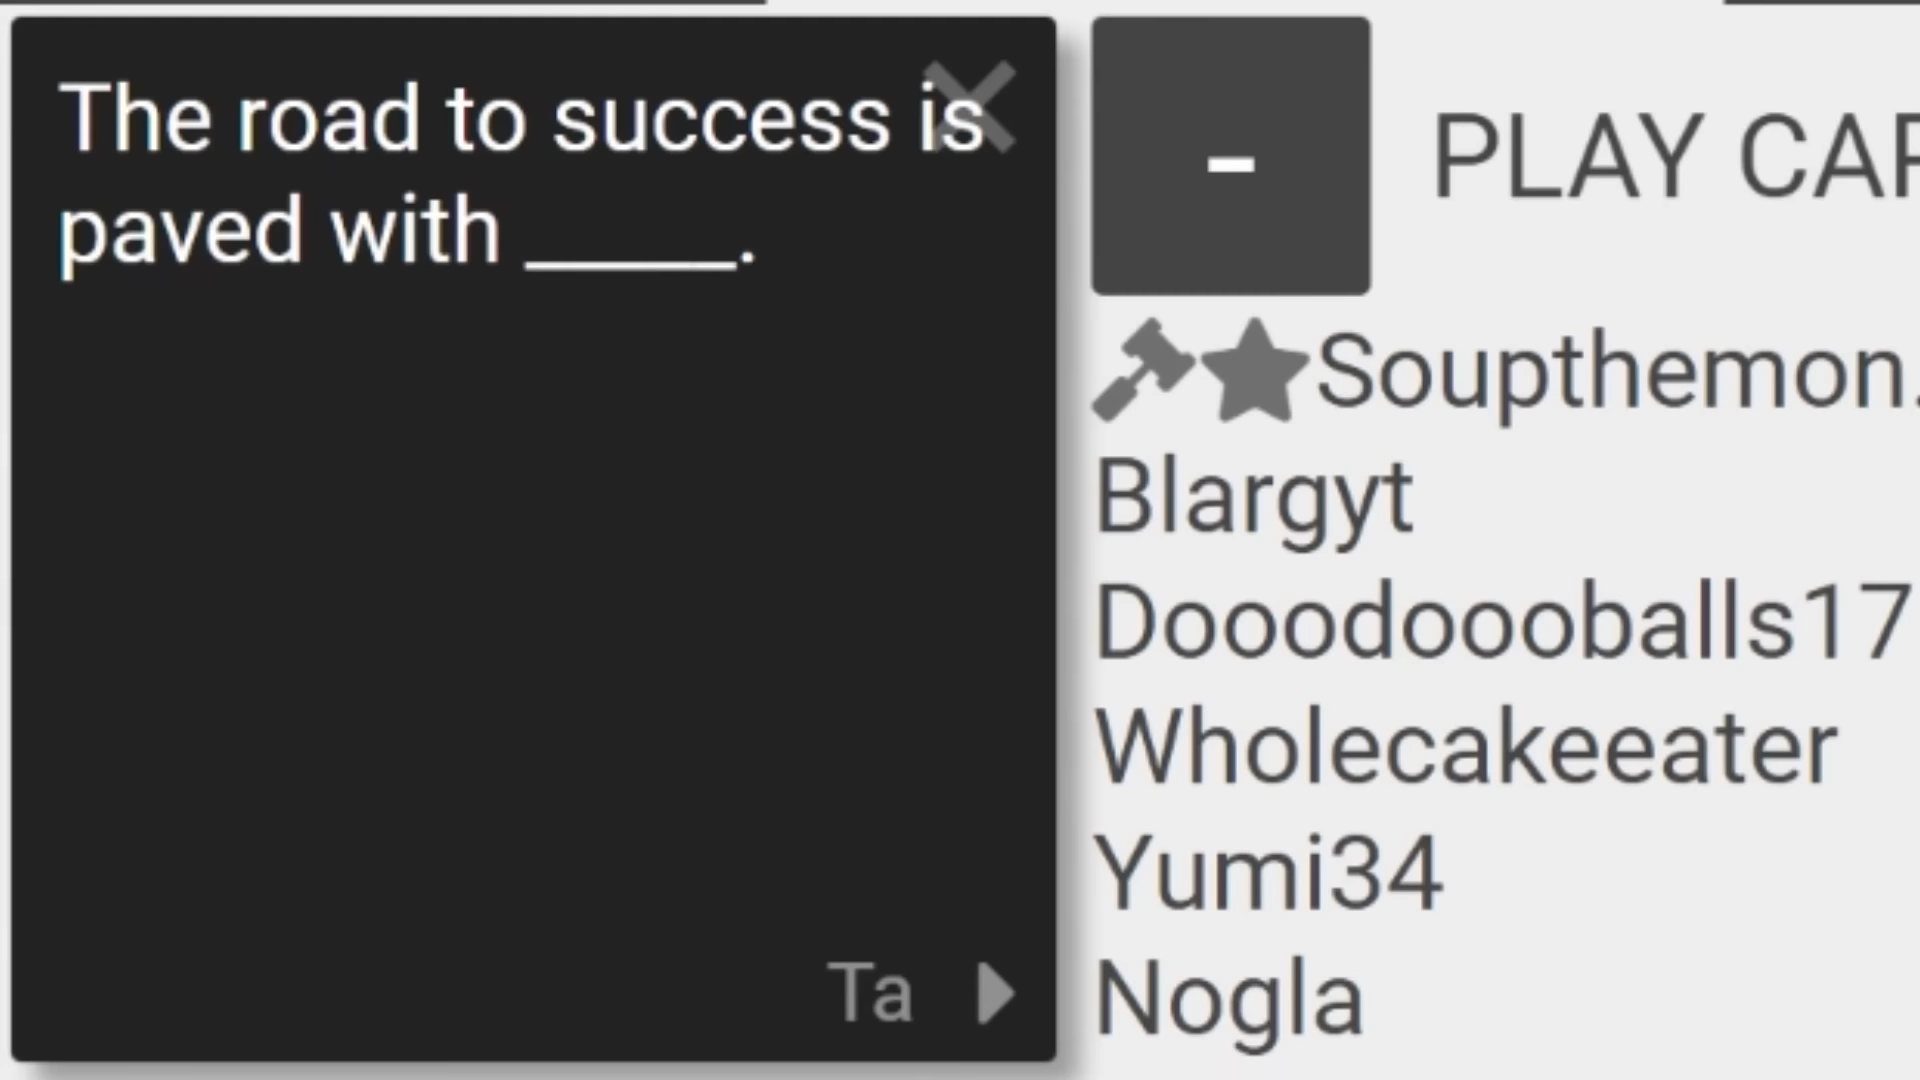 The road to success is
paved with _____.
Ta
-
PLAY CAR
Soupthemon.
Blargyt
Dooodoooballs17
Wholecakeeater
Yumi34
Nogla